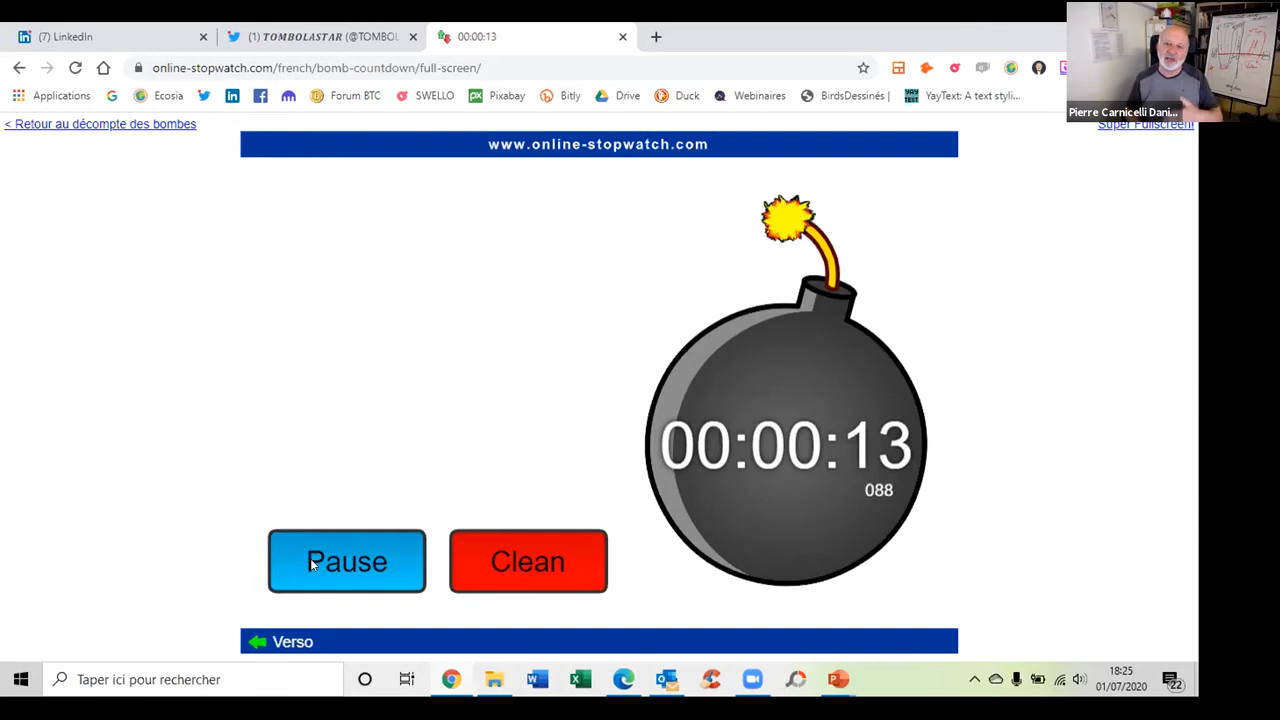 (7) LinkedIn
(1) 𝑻𝑶𝑴𝑩𝑶𝑳𝑨𝑺𝑻𝑨𝑹 (@TOMBOL
00:00:13
online-stopwatch.com/french/bomb-countdown/full-screen/
Applications
Ecosia
Forum BTC
SWELLO
Pixabay
Bitly
Drive
Duck
Webinaires
BirdsDessinés |
YayText: A text styli...
Pierre Carnicelli Dani...
< Retour au décompte des bombes
Super Fullscreen!
www.online-stopwatch.com
00:00:13
088
Pause
Clean
Verso
Taper ici pour rechercher
18:25
01/07/2020
22